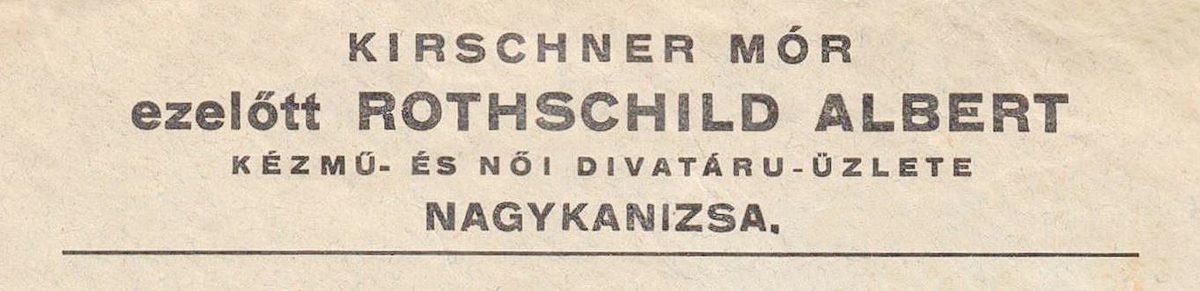 KIRSCHNER MÓR
ezelőtt ROTHSCHILD ALBERT
KÉZMŰ- ÉS NŐI DIVATÁRU-ÜZLETE
NAGYKANIZSA.